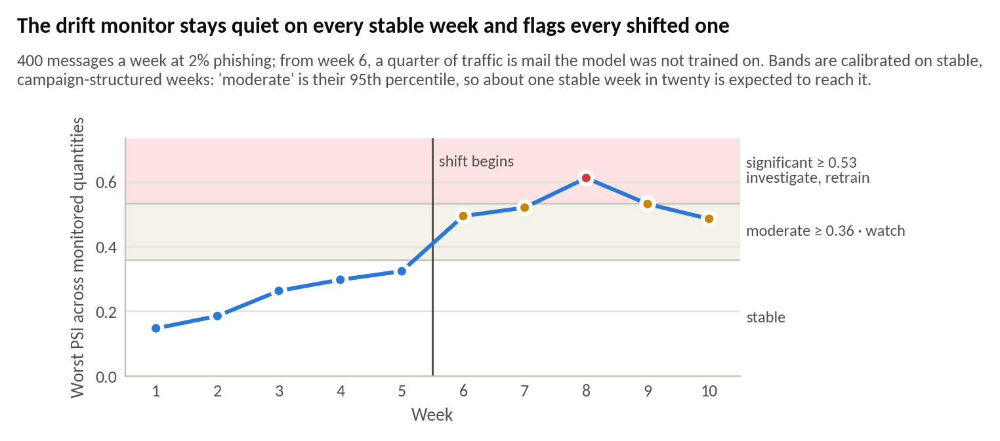 The drift monitor stays quiet on every stable week and flags every shifted one
400 messages a week at 2% phishing; from week 6, a quarter of traffic is mail the model was not trained on. Bands are calibrated on stable,
campaign-structured weeks: 'moderate' is their 95th percentile, so about one stable week in twenty is expected to reach it.
Worst PSI across monitored quantities
0.6
0.4
0.2
0.0
shift begins
significant ≥ 0.53
investigate, retrain
moderate ≥ 0.36 · watch
stable
1 2 3 4 5 6 7 8 9 10
Week